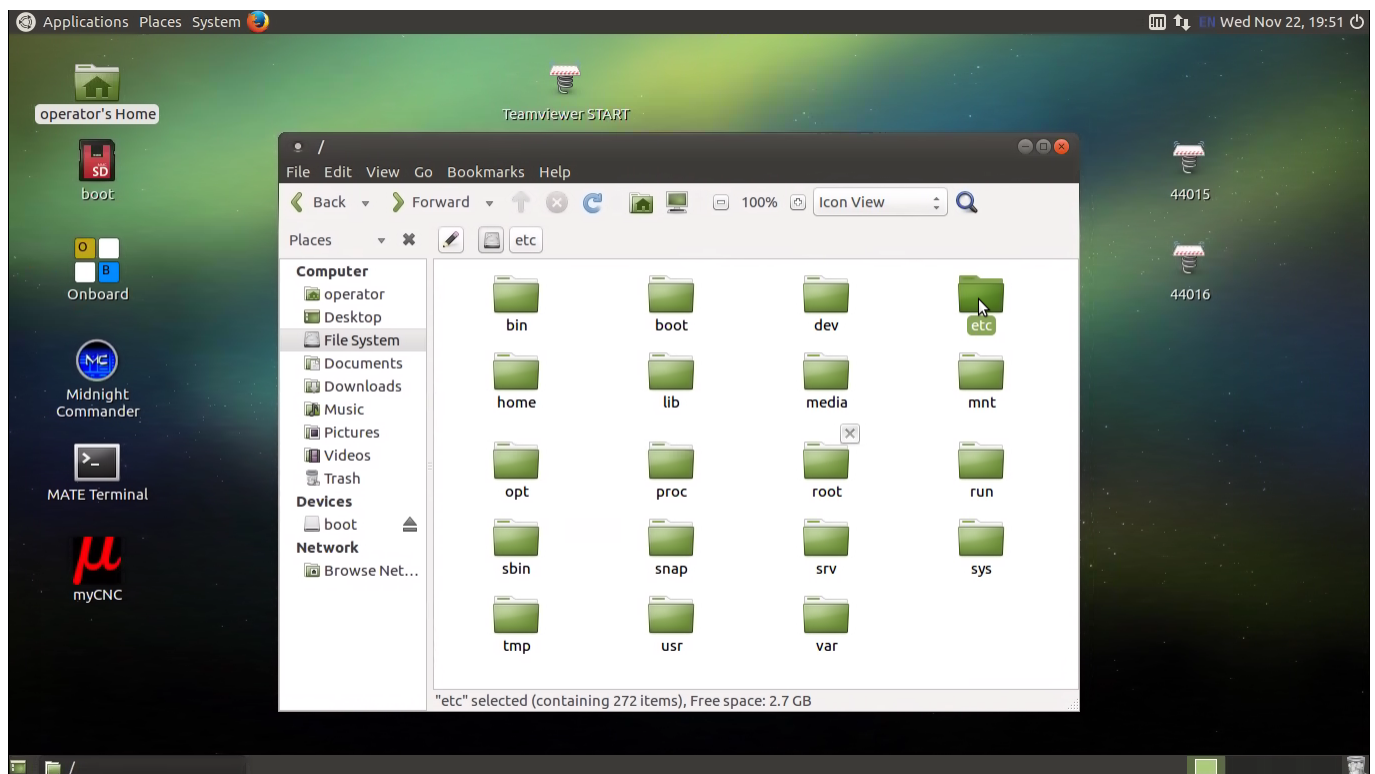 Applications Places System
EN Wed Nov 22, 19:51
operator's Home
Teamviewer START
SD
boot
44015
O
B
Onboard
44016
MC
Midnight
Commander
MATE Terminal
µ
myCNC
/
File Edit View Go Bookmarks Help
Back Forward 100% Icon View
Places etc
Computer
operator
Desktop
File System
Documents
Downloads
Music
Pictures
Videos
Trash
Devices
boot
Network
Browse Net...
bin boot dev etc
home lib media mnt
opt proc root run
sbin snap srv sys
tmp usr var
"etc" selected (containing 272 items), Free space: 2.7 GB
/